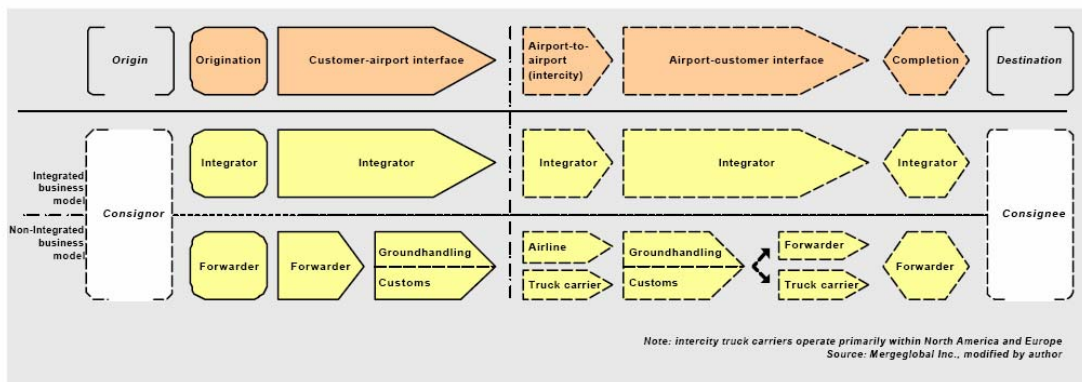 Origin
Origination
Customer-airport interface
Airport-to-
airport
(intercity)
Airport-customer interface
Completion
Destination
Integrated
business
model
Non-Integrated
business
model
Consignor
Integrator
Integrator
Integrator
Integrator
Integrator
Consignee
Forwarder
Forwarder
Groundhandling
Customs
Airline
Truck carrier
Groundhandling
Customs
Forwarder
Truck carrier
Forwarder
Note: intercity truck carriers operate primarily within North America and Europe
Source: Mergeglobal Inc., modified by author